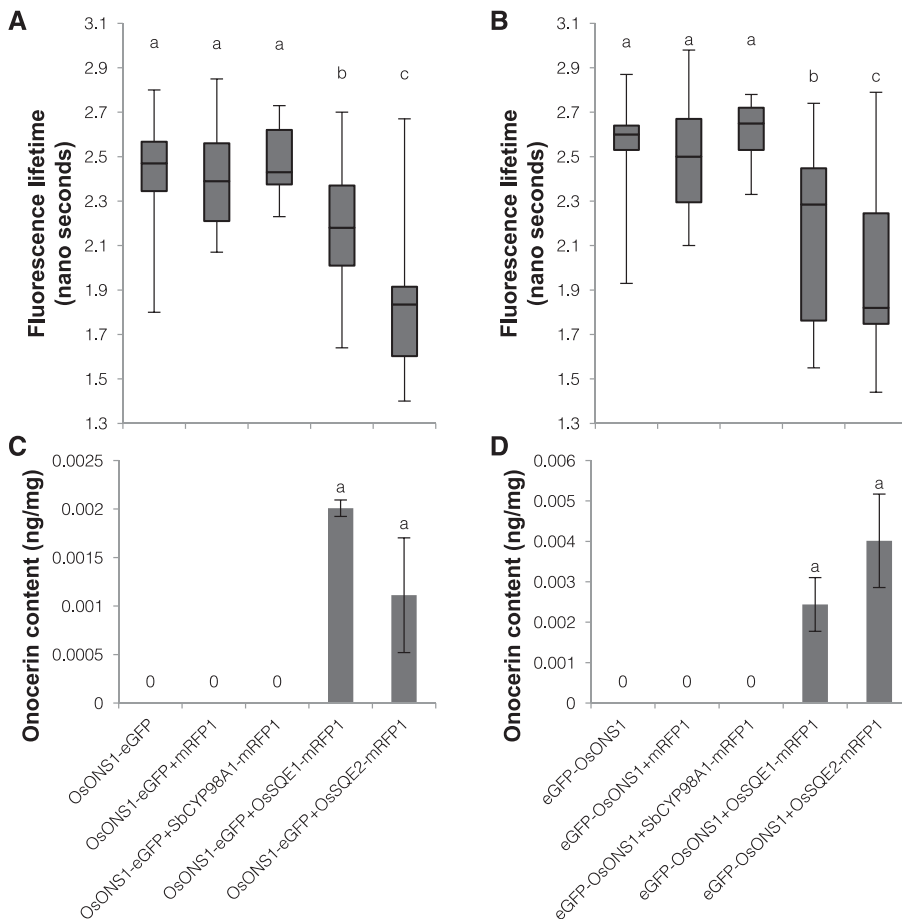 A
Fluorescence lifetime
(nano seconds)
3.1
2.9
2.7
2.5
2.3
2.1
1.9
1.7
1.5
1.3
a
a
a
b
c
B
Fluorescence lifetime
(nano seconds)
3.1
2.9
2.7
2.5
2.3
2.1
1.9
1.7
1.5
1.3
a
a
a
b
c
C
Onocerin content (ng/mg)
0.0025
0.002
0.0015
0.001
0.0005
0
0
0
0
a
a
OsONS1-eGFP
OsONS1-eGFP+mRFP1
OsONS1-eGFP+SbCYP98A1-mRFP1
OsONS1-eGFP+OsSQE1-mRFP1
OsONS1-eGFP+OsSQE2-mRFP1
D
Onocerin content (ng/mg)
0.006
0.005
0.004
0.003
0.002
0.001
0
0
0
0
a
a
eGFP-OsONS1
eGFP-OsONS1+mRFP1
eGFP-OsONS1+SbCYP98A1-mRFP1
eGFP-OsONS1+OsSQE1-mRFP1
eGFP-OsONS1+OsSQE2-mRFP1